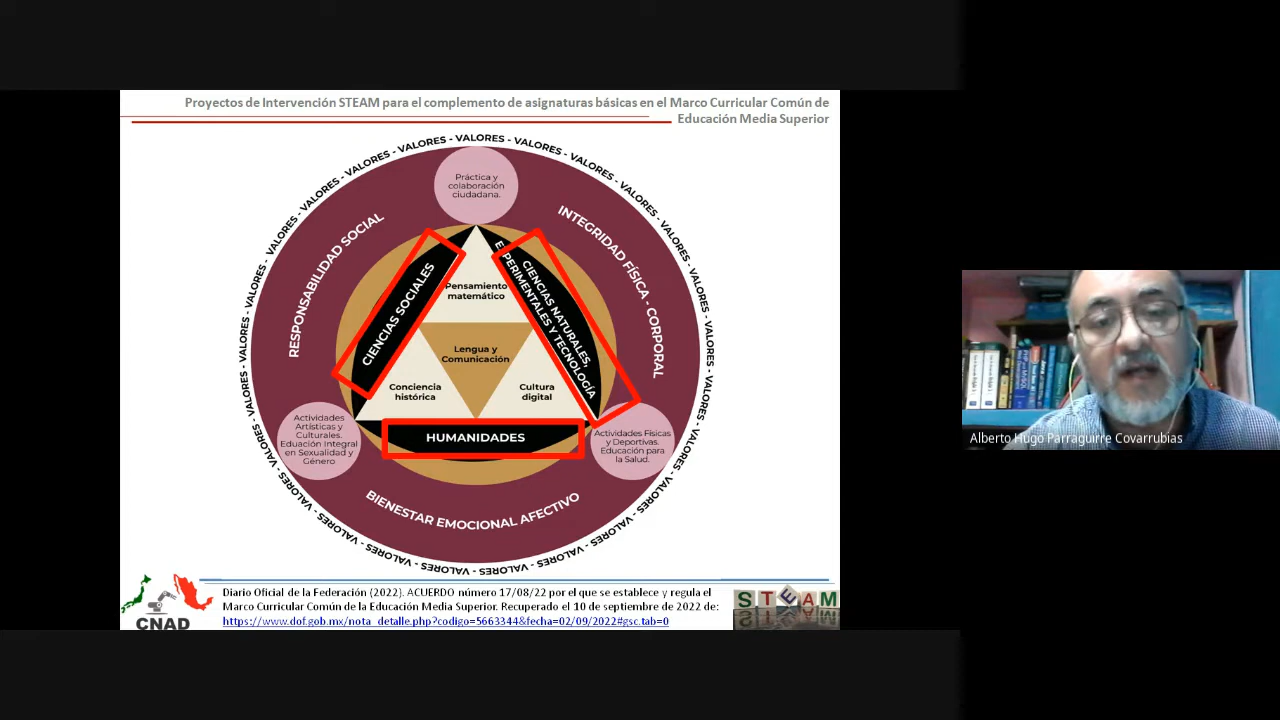 Proyectos de Intervención STEAM para el complemento de asignaturas básicas en el Marco Curricular Común de
Educación Media Superior
VALORES - VALORES - VALORES - VALORES - VALORES - VALORES - VALORES - VALORES - VALORES
Práctica y
colaboración
ciudadana.
RESPONSABILIDAD SOCIAL
INTEGRIDAD FÍSICA - CORPORAL
CIENCIAS SOCIALES
CIENCIAS NATURALES,
EXPERIMENTALES Y TECNOLOGÍA
Pensamiento
matemático
Lengua y
Comunicación
Conciencia
histórica
Cultura
digital
HUMANIDADES
Actividades
Artísticas y
Culturales.
Eduación Integral
en Sexualidad y
Género
Actividades Físicas
y Deportivas.
Educación para
la Salud.
BIENESTAR EMOCIONAL AFECTIVO
Alberto Hugo Parraguirre Covarrubias
CNAD
Diario Oficial de la Federación (2022). ACUERDO número 17/08/22 por el que se establece y regula el
Marco Curricular Común de la Educación Media Superior. Recuperado el 10 de septiembre de 2022 de:
https://www.dof.gob.mx/nota_detalle.php?codigo=5663344&fecha=02/09/2022#gsc.tab=0
STEAM